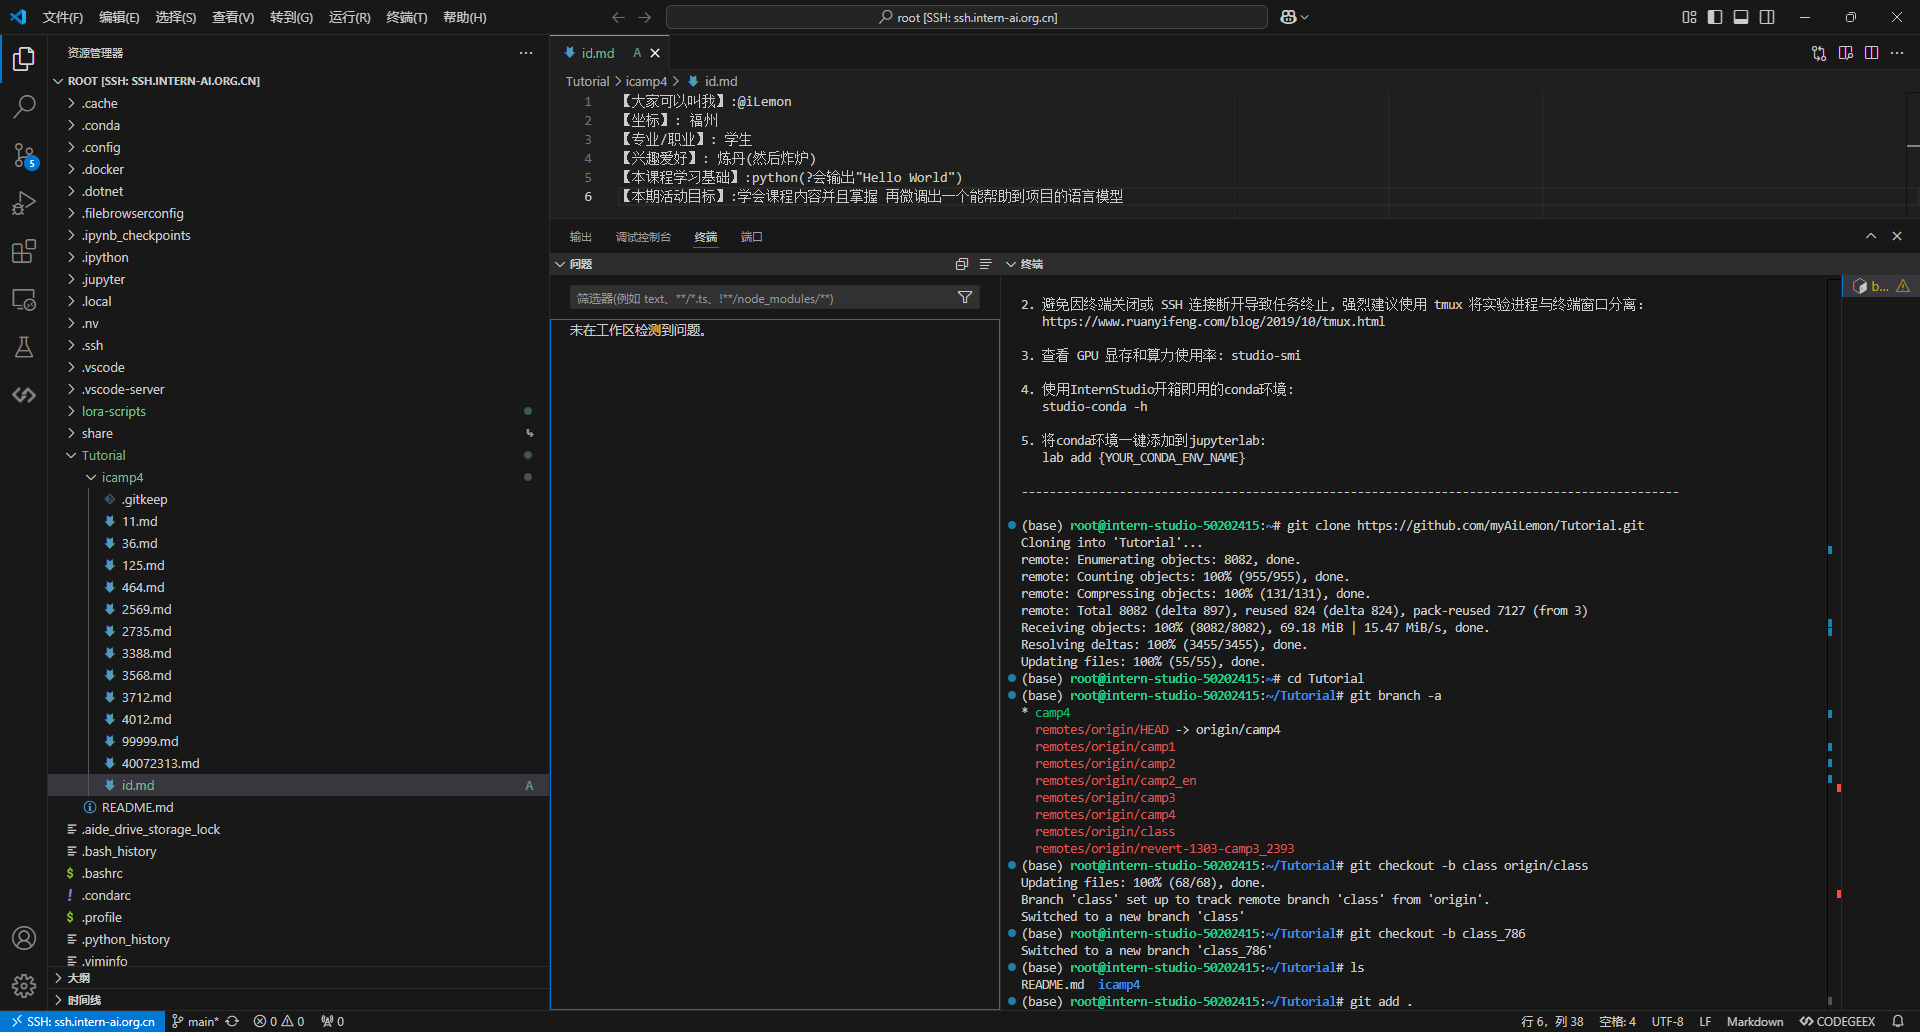 文件(F) 编辑(E) 选择(S) 查看(V) 转到(G) 运行(R) 终端(T) 帮助(H)
root [SSH: ssh.intern-ai.org.cn]
资源管理器
ROOT [SSH: SSH.INTERN-AI.ORG.CN]
.cache
.conda
.config
.docker
.dotnet
.filebrowserconfig
.ipynb_checkpoints
.ipython
.jupyter
.local
.nv
.ssh
.vscode
.vscode-server
lora-scripts
share
Tutorial
icamp4
.gitkeep
11.md
36.md
125.md
464.md
2569.md
2735.md
3388.md
3568.md
3712.md
4012.md
99999.md
40072313.md
id.md A
README.md
.aide_drive_storage_lock
.bash_history
.bashrc
.condarc
.profile
.python_history
.viminfo
大纲
时间线
5
id.md A
Tutorial > icamp4 > id.md
1 【大家可以叫我】:@iLemon
2 【坐标】: 福州
3 【专业/职业】: 学生
4 【兴趣爱好】: 炼丹(然后炸炉)
5 【本课程学习基础】:python(?会输出"Hello World")
6 【本期活动目标】:学会课程内容并且掌握 再微调出一个能帮助到项目的语言模型
输出 调试控制台 终端 端口
问题
筛选器(例如 text、**/*.ts、!**/node_modules/**)
未在工作区检测到问题。
终端
b...
2. 避免因终端关闭或 SSH 连接断开导致任务终止，强烈建议使用 tmux 将实验进程与终端窗口分离:
https://www.ruanyifeng.com/blog/2019/10/tmux.html
3. 查看 GPU 显存和算力使用率: studio-smi
4. 使用InternStudio开箱即用的conda环境:
studio-conda -h
5. 将conda环境一键添加到jupyterlab:
lab add {YOUR_CONDA_ENV_NAME}
----------------------------------------------------------------------------------------------
(base) root@intern-studio-50202415:~# git clone https://github.com/myAiLemon/Tutorial.git
Cloning into 'Tutorial'...
remote: Enumerating objects: 8082, done.
remote: Counting objects: 100% (955/955), done.
remote: Compressing objects: 100% (131/131), done.
remote: Total 8082 (delta 897), reused 824 (delta 824), pack-reused 7127 (from 3)
Receiving objects: 100% (8082/8082), 69.18 MiB | 15.47 MiB/s, done.
Resolving deltas: 100% (3455/3455), done.
Updating files: 100% (55/55), done.
(base) root@intern-studio-50202415:~# cd Tutorial
(base) root@intern-studio-50202415:~/Tutorial# git branch -a
* camp4
remotes/origin/HEAD -> origin/camp4
remotes/origin/camp1
remotes/origin/camp2
remotes/origin/camp2_en
remotes/origin/camp3
remotes/origin/camp4
remotes/origin/class
remotes/origin/revert-1303-camp3_2393
(base) root@intern-studio-50202415:~/Tutorial# git checkout -b class origin/class
Updating files: 100% (68/68), done.
Branch 'class' set up to track remote branch 'class' from 'origin'.
Switched to a new branch 'class'
(base) root@intern-studio-50202415:~/Tutorial# git checkout -b class_786
Switched to a new branch 'class_786'
(base) root@intern-studio-50202415:~/Tutorial# ls
README.md icamp4
(base) root@intern-studio-50202415:~/Tutorial# git add .
SSH: ssh.intern-ai.org.cn main* 0 0 0 行 6，列 38 空格: 4 UTF-8 LF Markdown CODEGEEX